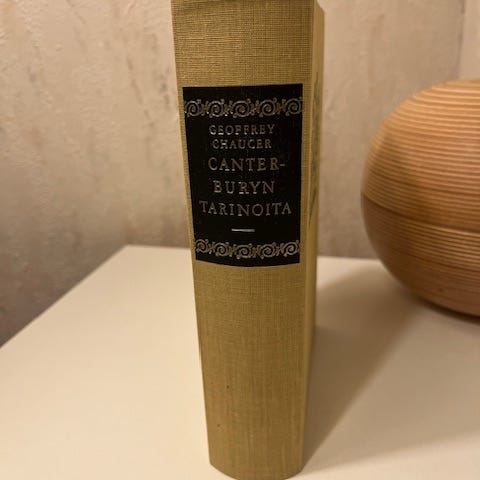 GEOFFREY
CHAUCER
CANTER-
BURYN
TARINOITA